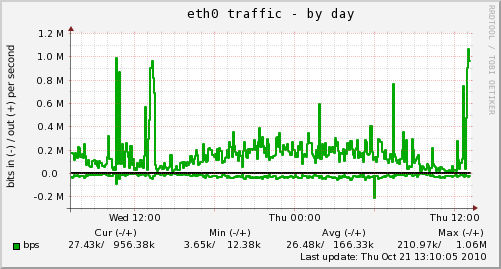 eth0 traffic - by day
RRDTOOL / TOBI OETIKER
bits in (-) / out (+) per second
1.2 M
1.0 M
0.8 M
0.6 M
0.4 M
0.2 M
0.0
-0.2 M
Wed 12:00 Thu 00:00 Thu 12:00
Cur (-/+) Min (-/+) Avg (-/+) Max (-/+)
bps 27.43k/ 956.38k 3.65k/ 12.38k 26.48k/ 166.33k 210.97k/ 1.06M
Last update: Thu Oct 21 13:10:05 2010